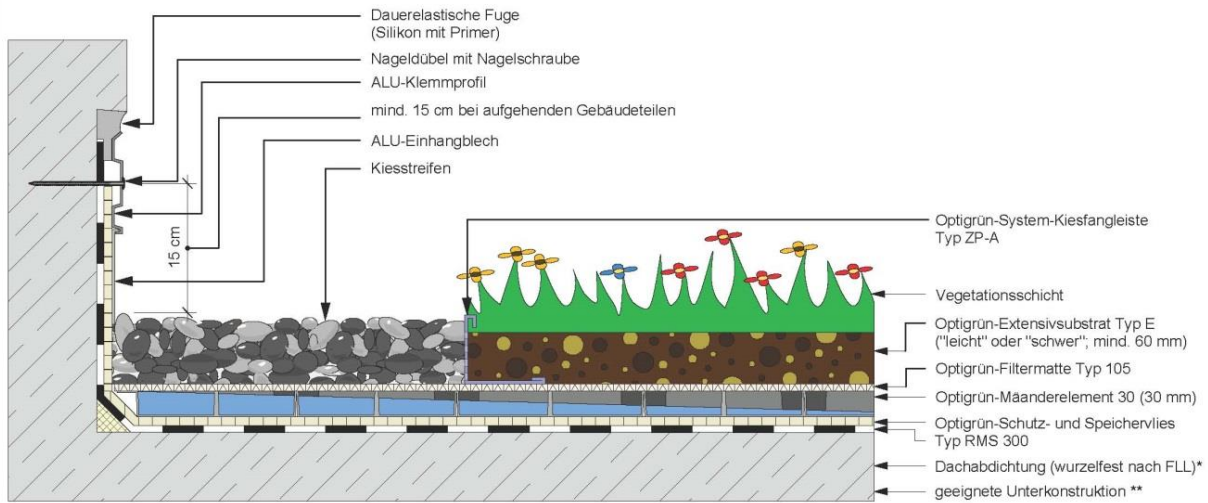 Dauerelastische Fuge
(Silikon mit Primer)
Nageldübel mit Nagelschraube
ALU-Klemmprofil
mind. 15 cm bei aufgehenden Gebäudeteilen
ALU-Einhangblech
Kiesstreifen
15 cm
Optigrün-System-Kiesfangleiste
Typ ZP-A
Vegetationsschicht
Optigrün-Extensivsubstrat Typ E
("leicht" oder "schwer"; mind. 60 mm)
Optigrün-Filtermatte Typ 105
Optigrün-Mäanderelement 30 (30 mm)
Optigrün-Schutz- und Speichervlies
Typ RMS 300
Dachabdichtung (wurzelfest nach FLL)*
geeignete Unterkonstruktion **